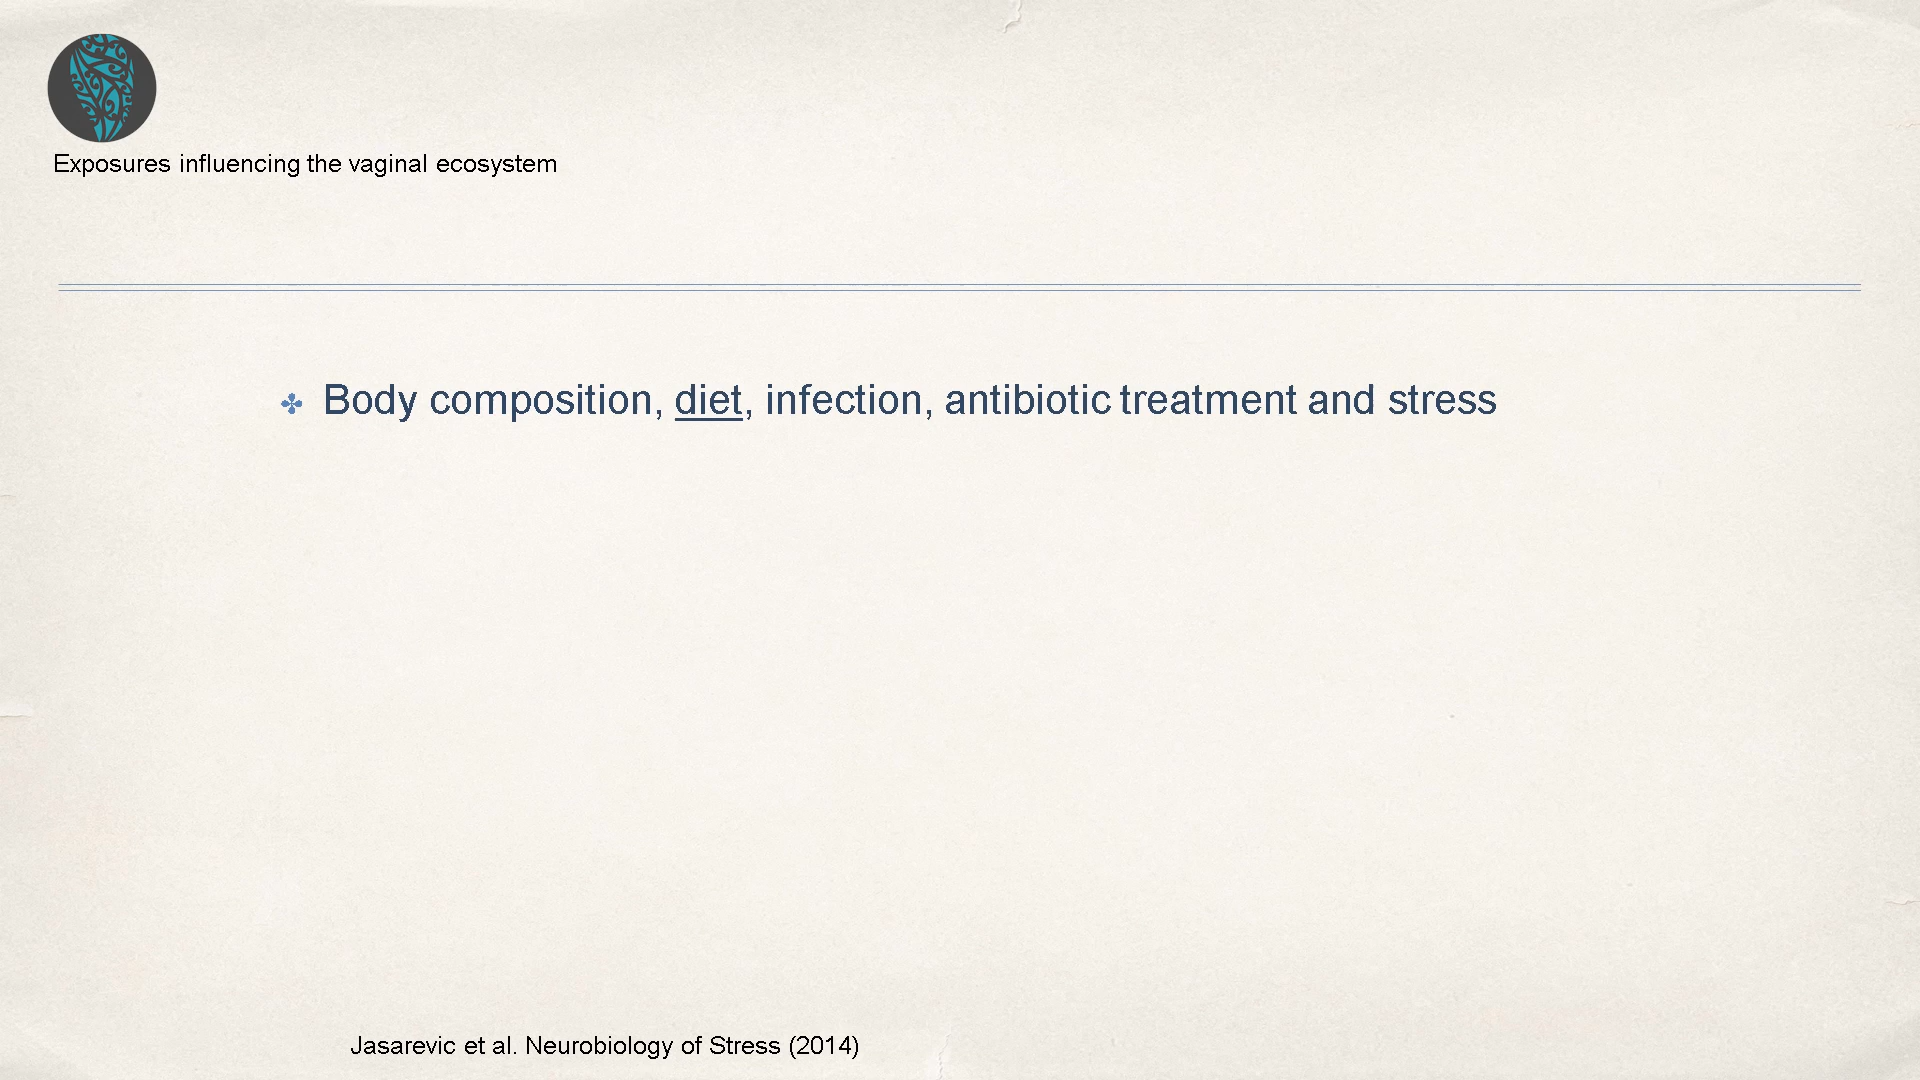 Exposures influencing the vaginal ecosystem
Body composition, diet, infection, antibiotic treatment and stress
Jasarevic et al. Neurobiology of Stress (2014)